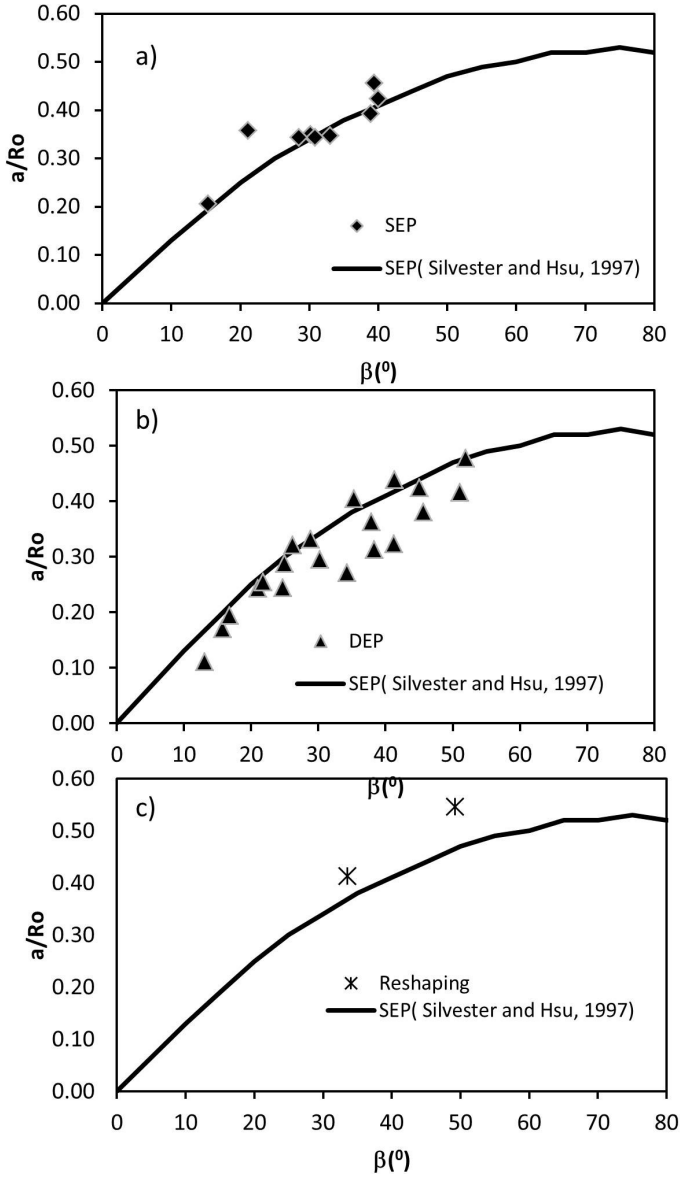 0.60
a)
0.50
0.40
a/Ro
0.30
0.20
SEP
0.10
SEP( Silvester and Hsu, 1997)
0.00
0 10 20 30 40 50 60 70 80
β(⁰)
0.60
b)
0.50
0.40
a/Ro
0.30
0.20
DEP
0.10
SEP( Silvester and Hsu, 1997)
0.00
0 10 20 30 40 50 60 70 80
β(⁰)
0.60
c)
0.50
0.40
a/Ro
0.30
Reshaping
0.20
SEP( Silvester and Hsu, 1997)
0.10
0.00
0 10 20 30 40 50 60 70 80
β(⁰)